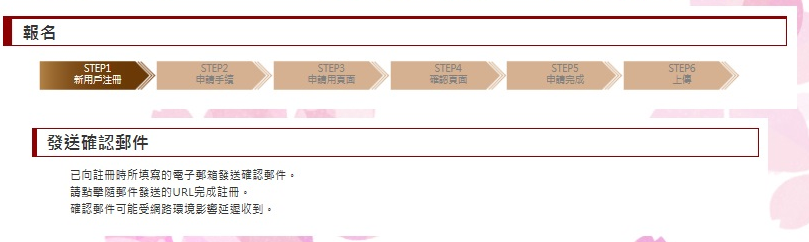 報名
STEP1
新用戶注冊
STEP2
申請手續
STEP3
申請用頁面
STEP4
確認頁面
STEP5
申請完成
STEP6
上傳
發送確認郵件
已向註冊時所填寫的電子郵箱發送確認郵件。
請點擊隨郵件發送的URL完成註冊。
確認郵件可能受網路環境影響延遲收到。